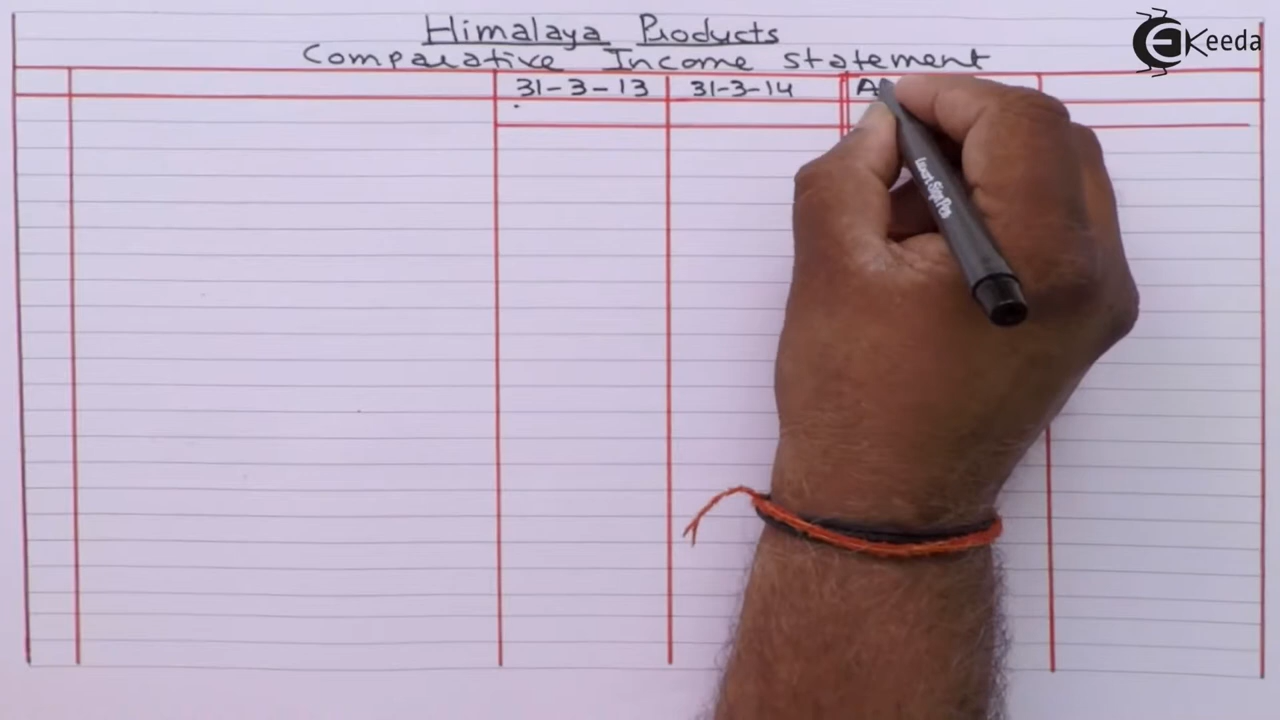 Himalaya Products
Comparative Income statement
31-3-13 31-3-14 A
Keeda